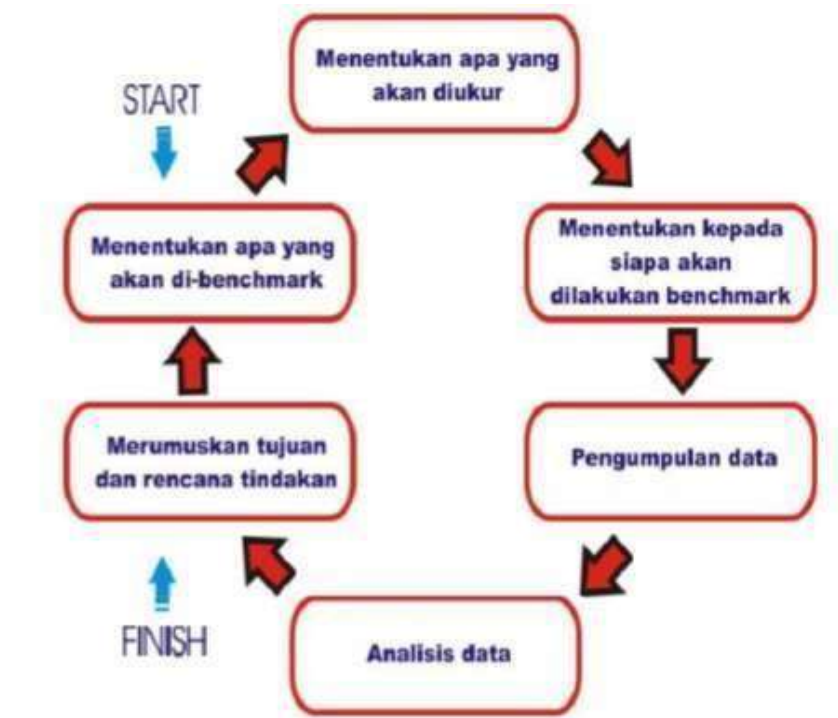 START
Menentukan apa yang
akan di-benchmark
Menentukan apa yang
akan diukur
Menentukan kepada
siapa akan
dilakukan benchmark
Pengumpulan data
Analisis data
Merumuskan tujuan
dan rencana tindakan
FINISH